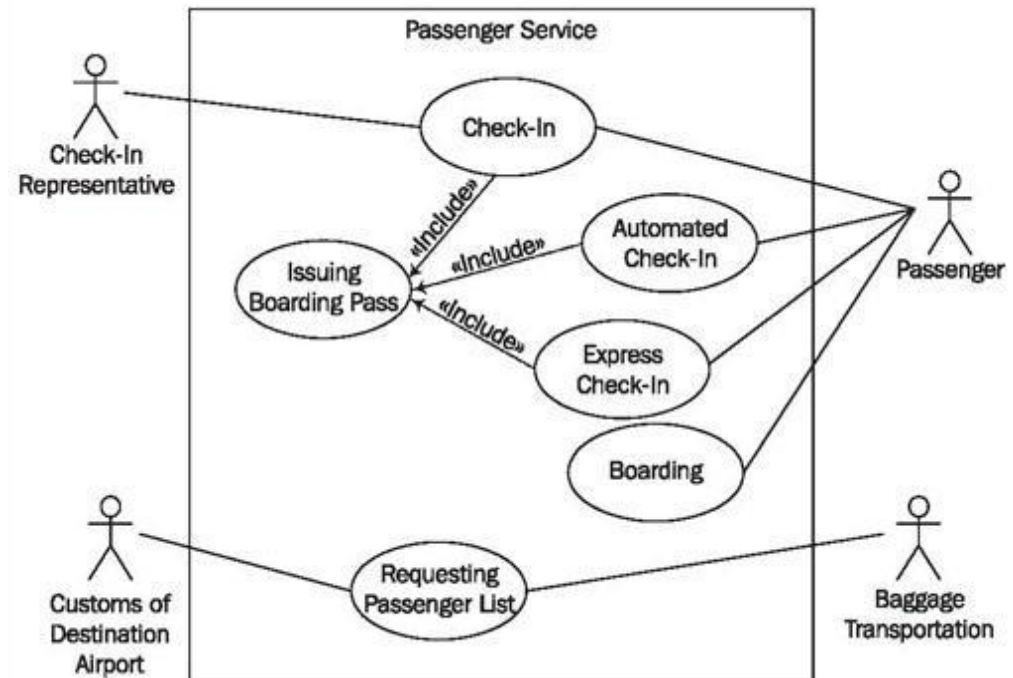 Passenger Service
Check-In
Representative
Check-In
«Include»
«Include»
«Include»
Automated
Check-In
Passenger
Issuing
Boarding Pass
Express
Check-In
Boarding
Customs of
Destination
Airport
Requesting
Passenger List
Baggage
Transportation